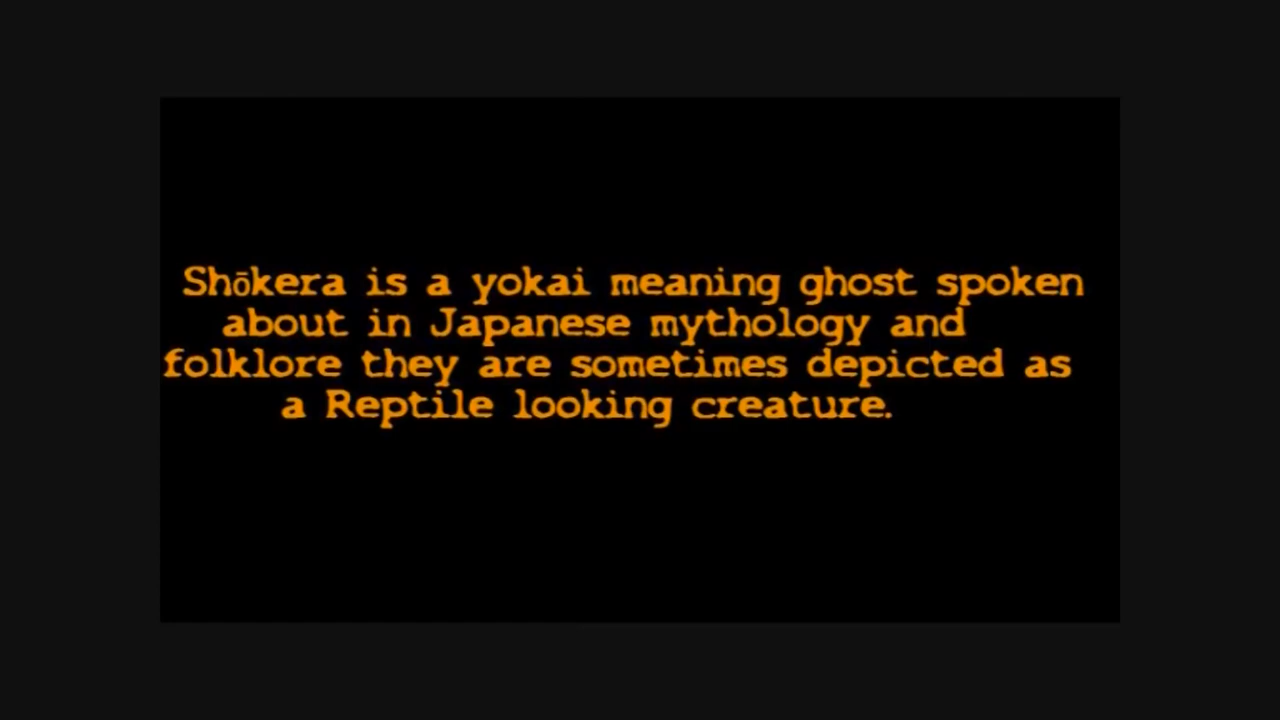 Shōkera is a yokai meaning ghost spoken
about in Japanese mythology and
folklore they are sometimes depicted as
a Reptile looking creature.